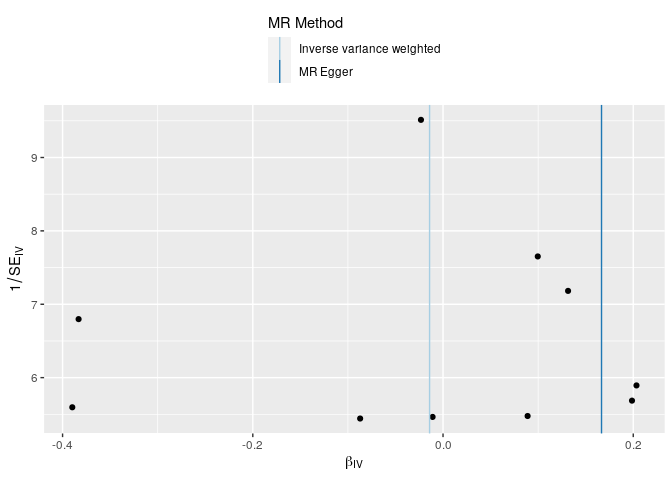 MR Method
Inverse variance weighted
MR Egger
9
8
7
6
1/SE_IV
-0.4
-0.2
0.0
0.2
β_IV